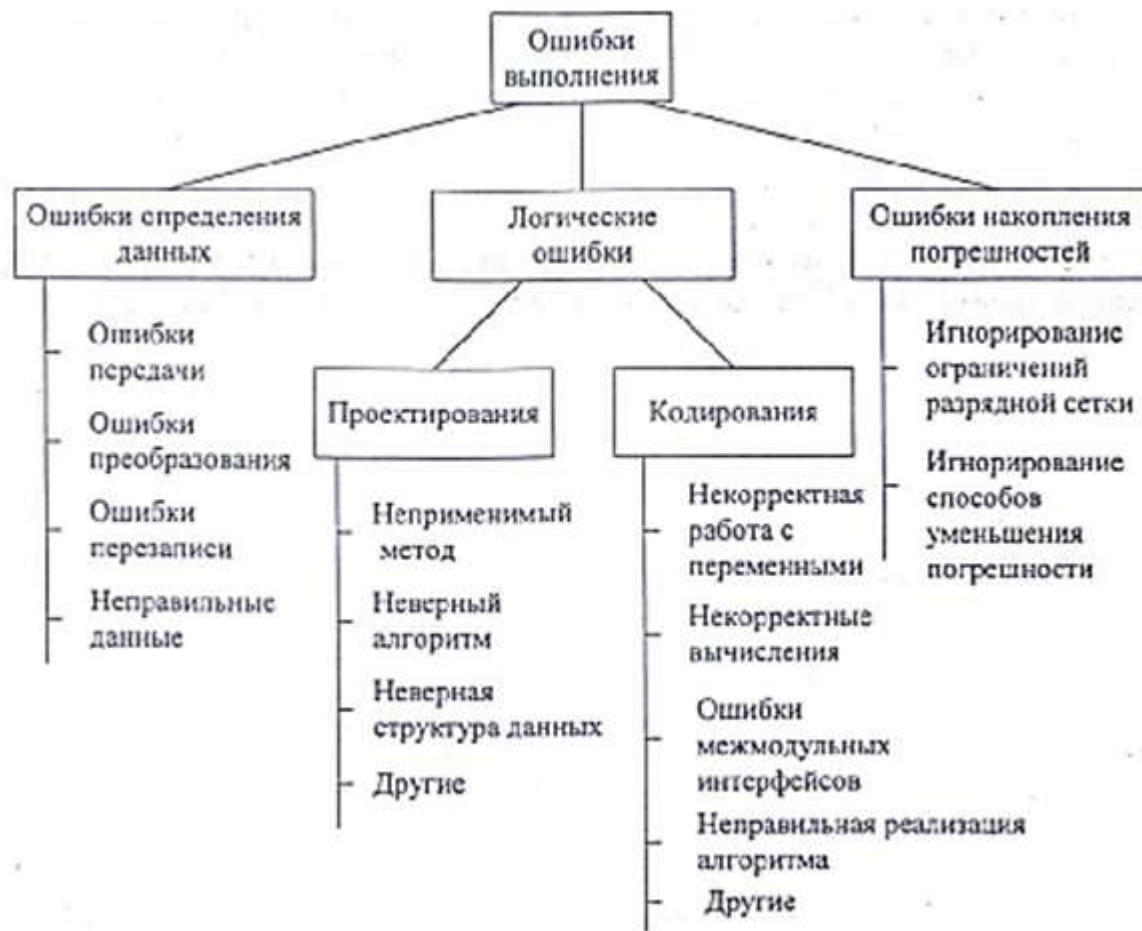 Ошибки
выполнения
Ошибки определения
данных
Логические
ошибки
Ошибки накопления
погрешностей
Ошибки
передачи
Ошибки
преобразования
Ошибки
перезаписи
Неправильные
данные
Проектирования
Неприменимый
метод
Неверный
алгоритм
Неверная
структура данных
Другие
Кодирования
Некорректная
работа с
переменными
Некорректные
вычисления
Ошибки
межмодульных
интерфейсов
Неправильная реализация
алгоритма
Другие
Игнорирование
ограничений
разрядной сетки
Игнорирование
способов
уменьшения
погрешности